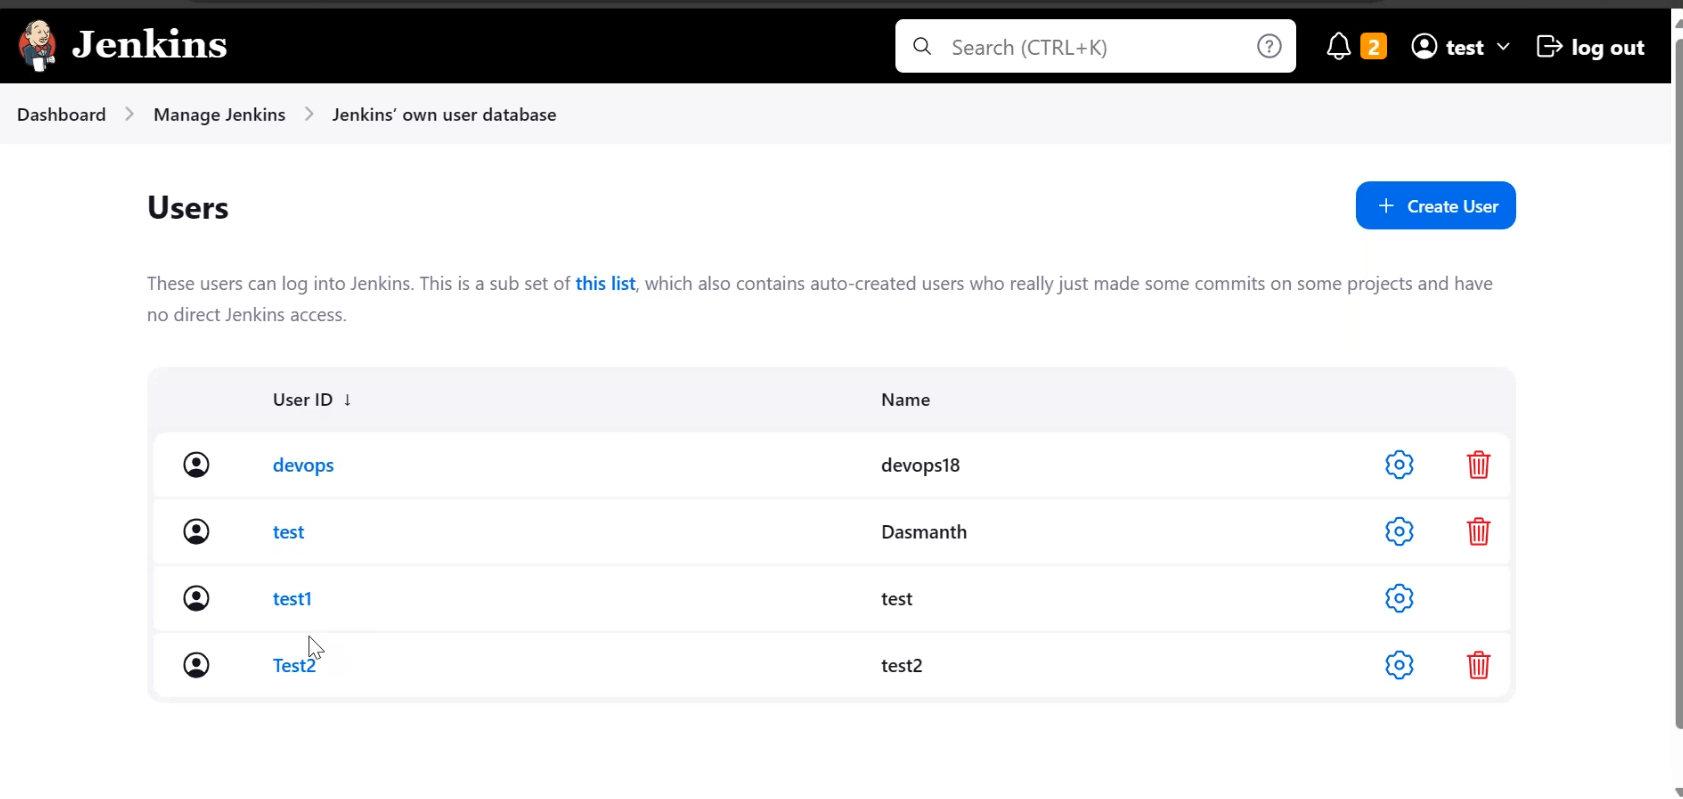 Jenkins
Search (CTRL+K)
2
test
log out
Dashboard
Manage Jenkins
Jenkins' own user database
Users
+ Create User
These users can log into Jenkins. This is a sub set of this list, which also contains auto-created users who really just made some commits on some projects and have
no direct Jenkins access.
User ID ↓ Name
devops devops18
test Dasmanth
test1 test
Test2 test2